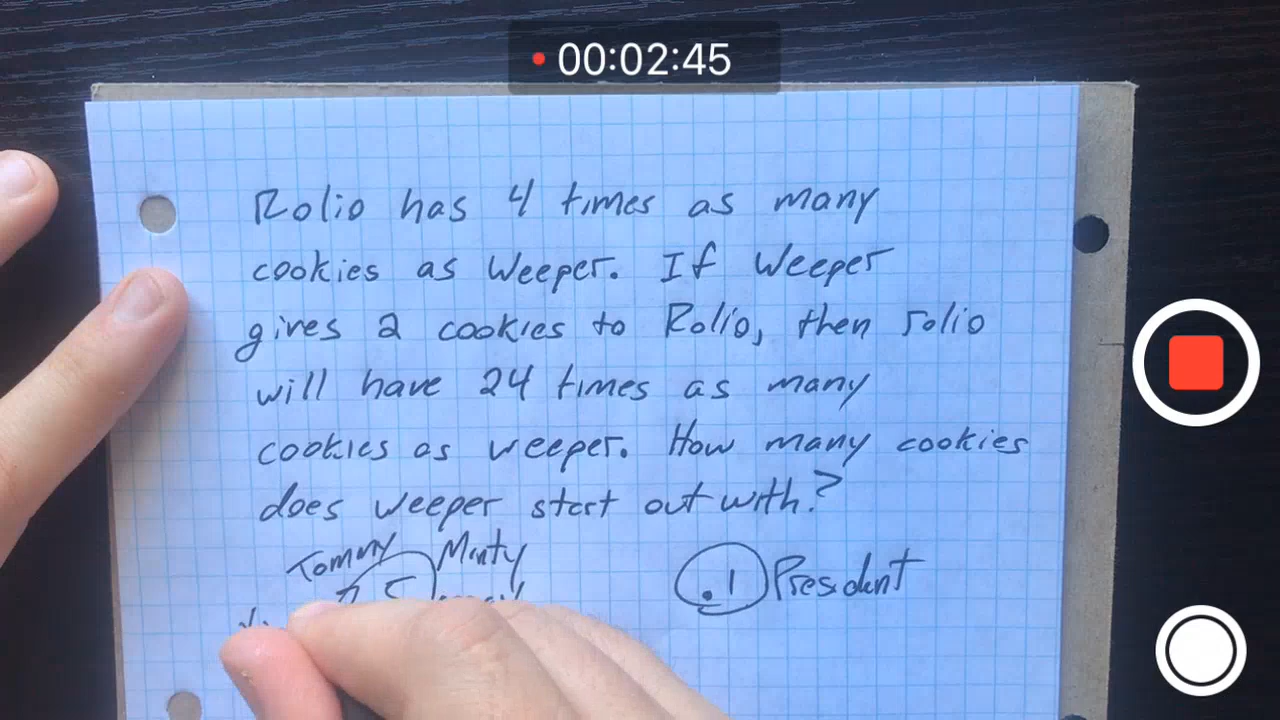 00:02:45
Rolio has 4 times as many
cookies as Weeper. If Weeper
gives 2 cookies to Rolio, then rolio
will have 24 times as many
cookies as weeper. How many cookies
does weeper start out with?
Tommy Minty
.1 President